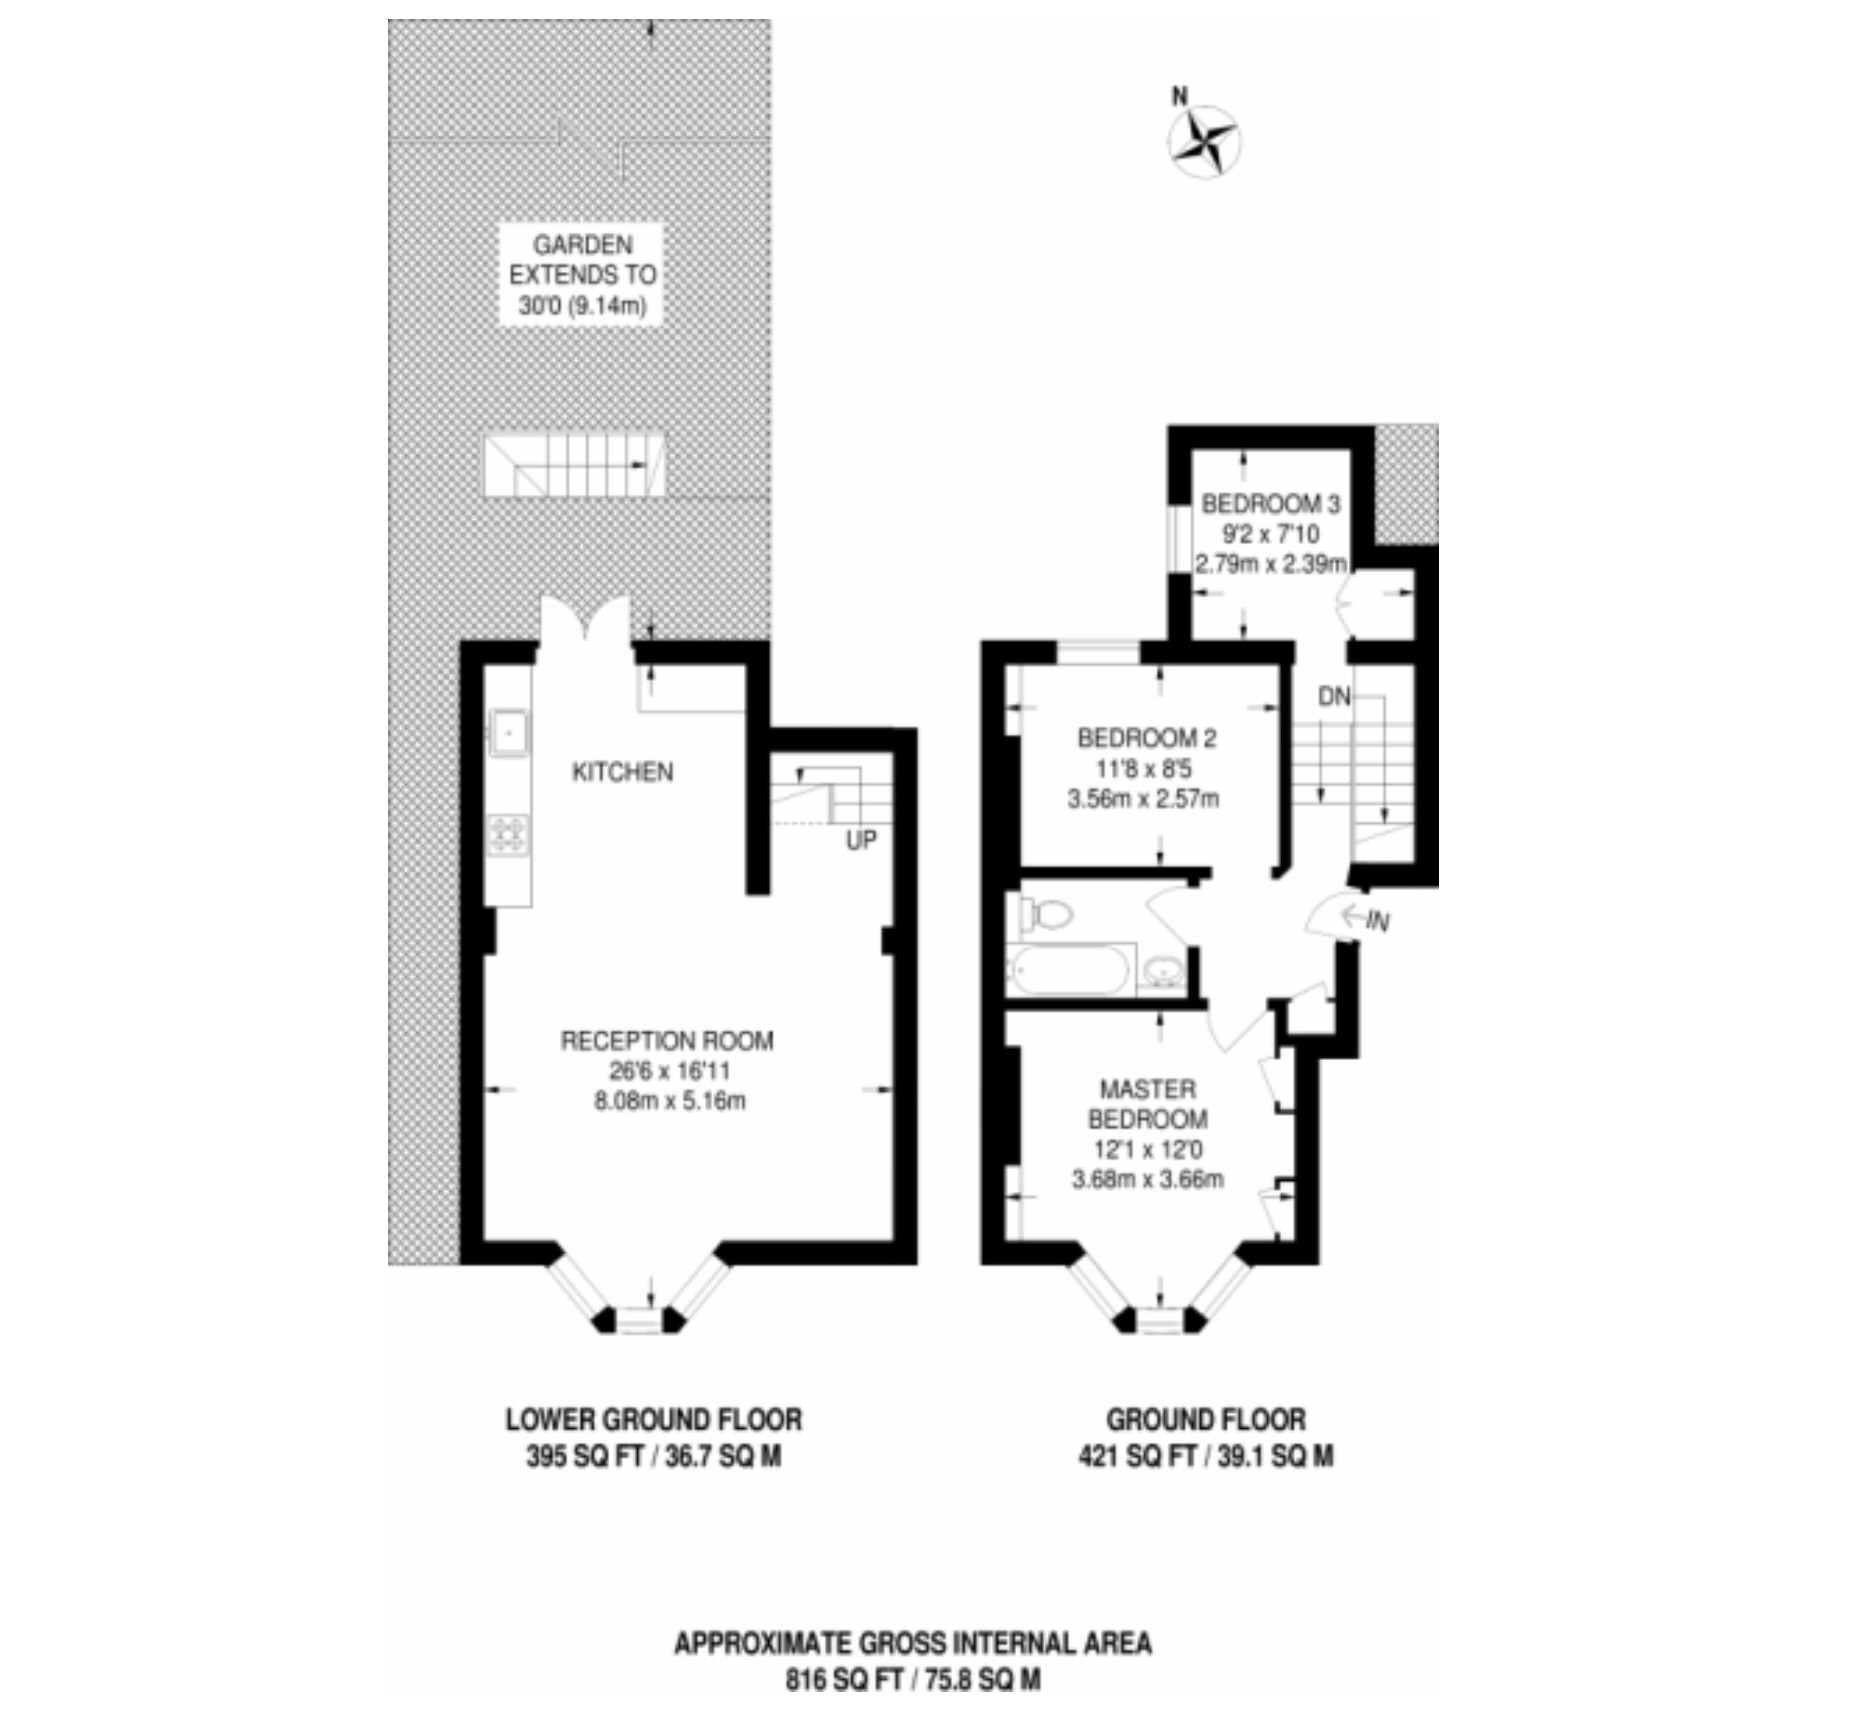 N
GARDEN
EXTENDS TO
30'0 (9.14m)
BEDROOM 3
9'2 x 7'10
2.79m x 2.39m
DN
BEDROOM 2
11'8 x 8'5
3.56m x 2.57m
KITCHEN
UP
IN
RECEPTION ROOM
26'6 x 16'11
8.08m x 5.16m
MASTER
BEDROOM
12'1 x 12'0
3.68m x 3.66m
LOWER GROUND FLOOR
395 SQ FT / 36.7 SQ M
GROUND FLOOR
421 SQ FT / 39.1 SQ M
APPROXIMATE GROSS INTERNAL AREA
816 SQ FT / 75.8 SQ M